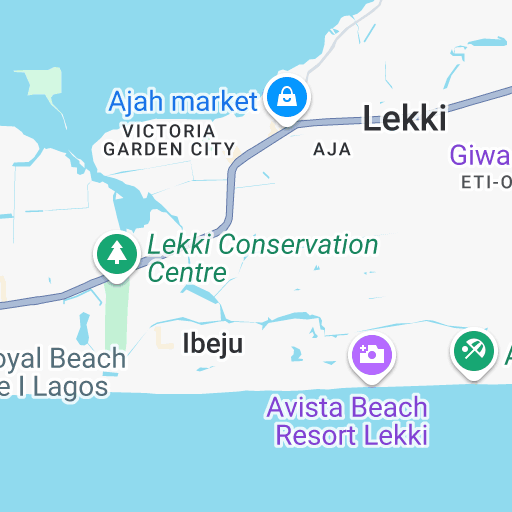 Ajah market
VICTORIA
GARDEN CITY
Lekki
AJA
Giwa
ETI-O
Lekki Conservation
Centre
Ibeju
oyal Beach
e I Lagos
A
Avista Beach
Resort Lekki